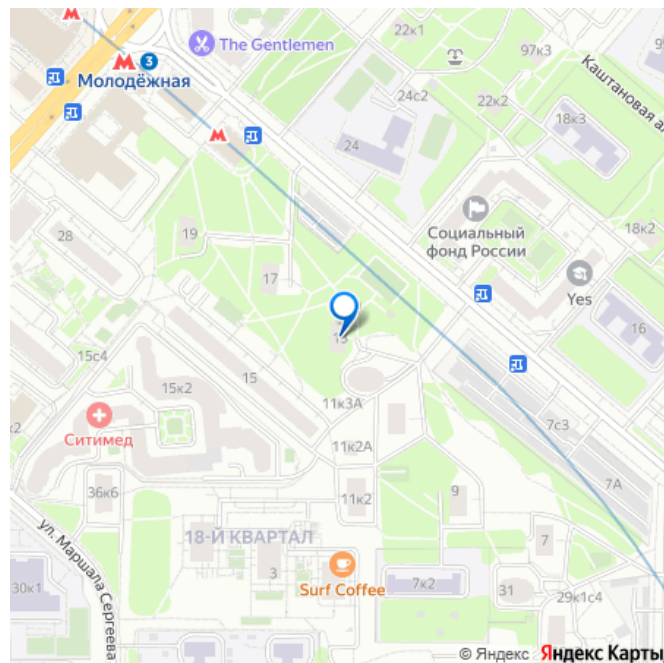 22к1
97к3
The Gentlemen
3
Молодёжная
Каштановая а
24с2
22к2
18к3
24
Социальный
фонд России
18к2
19
28
17
Yes
16
13
15с4
15
15к2
11к3А
7с3
Ситимед
11к2А
7А
36к6
11к2
9
18-Й КВАРТАЛ
ул. Маршала Сергеева
7
3
30к1
Surf Coffee
7к2
31
29к1с4
© Яндекс Яндекс Карты